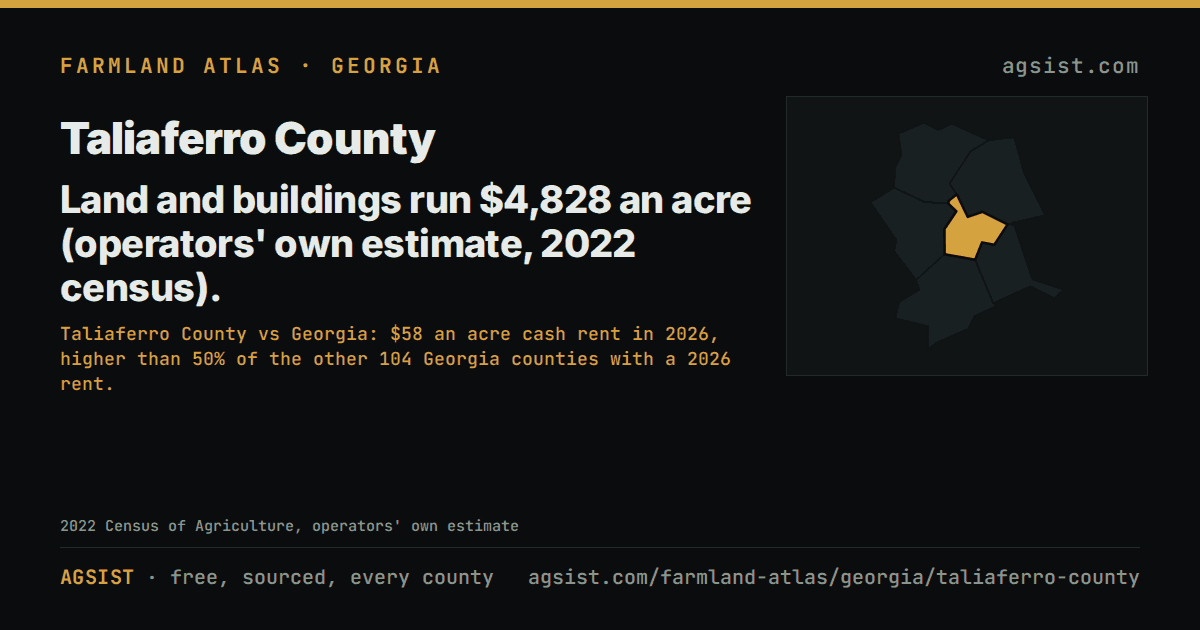 FARMLAND ATLAS · GEORGIA
agsist.com
Taliaferro County
Land and buildings run $4,828 an acre
(operators' own estimate, 2022
census).
Taliaferro County vs Georgia: $58 an acre cash rent in 2026,
higher than 50% of the other 104 Georgia counties with a 2026
rent.
2022 Census of Agriculture, operators' own estimate
AGSIST · free, sourced, every county
agsist.com/farmland-atlas/georgia/taliaferro-county